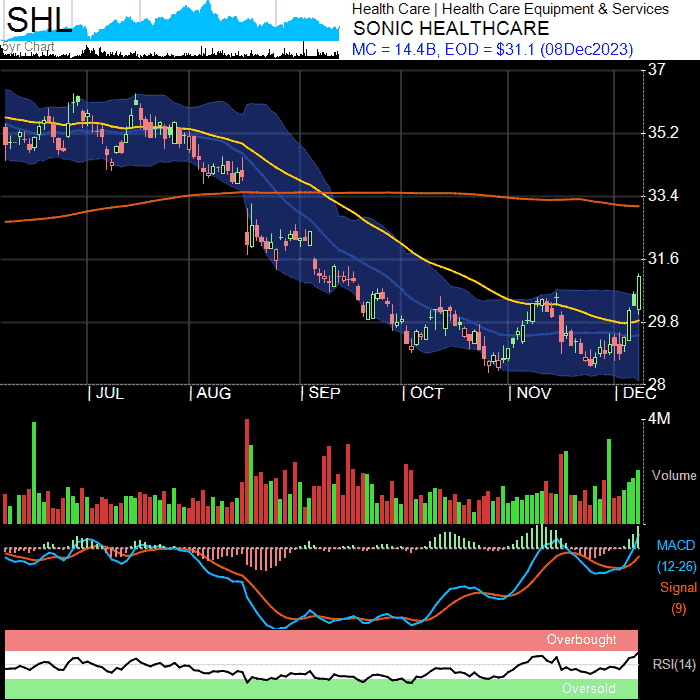 SHL
5yr Chart
Health Care | Health Care Equipment & Services
SONIC HEALTHCARE
MC = 14.4B, EOD = $31.1 (08Dec2023)
37
35.2
33.4
31.6
29.8
28
| JUL | AUG | SEP | OCT | NOV | DEC
4M
Volume
MACD
(12-26)
Signal
(9)
Overbought
RSI(14)
Oversold